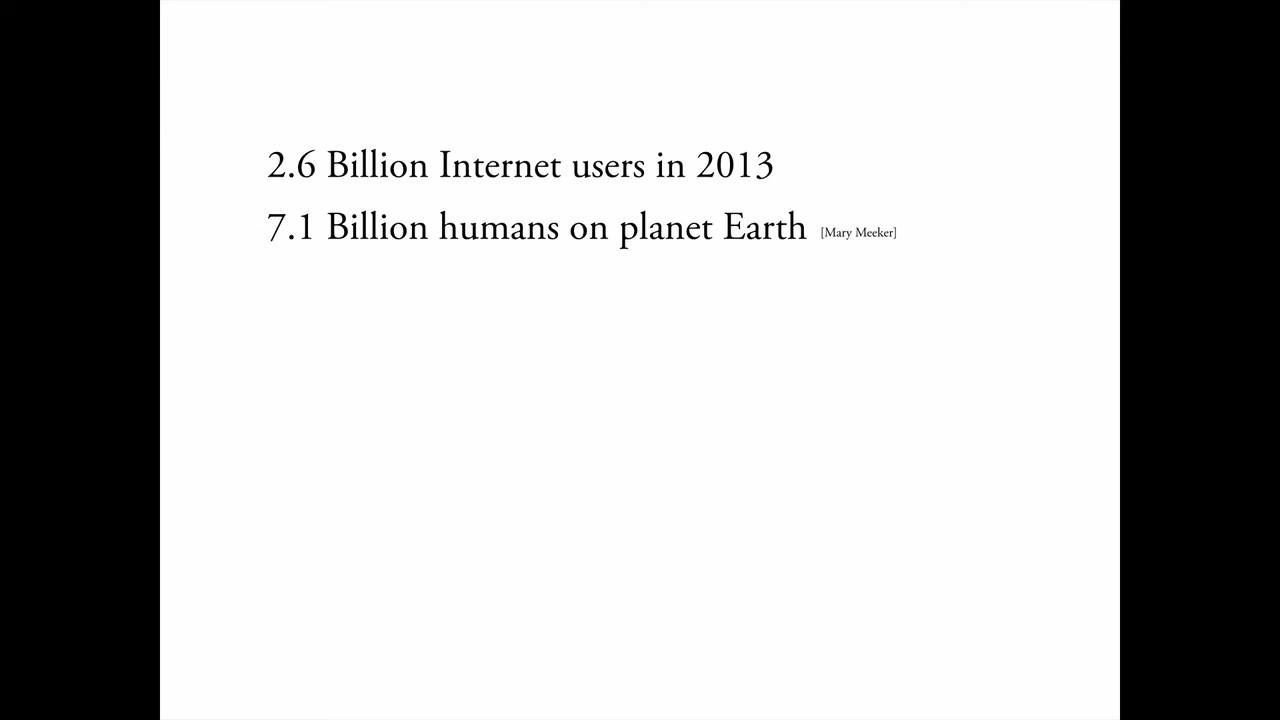 2.6 Billion Internet users in 2013
7.1 Billion humans on planet Earth [Mary Meeker]